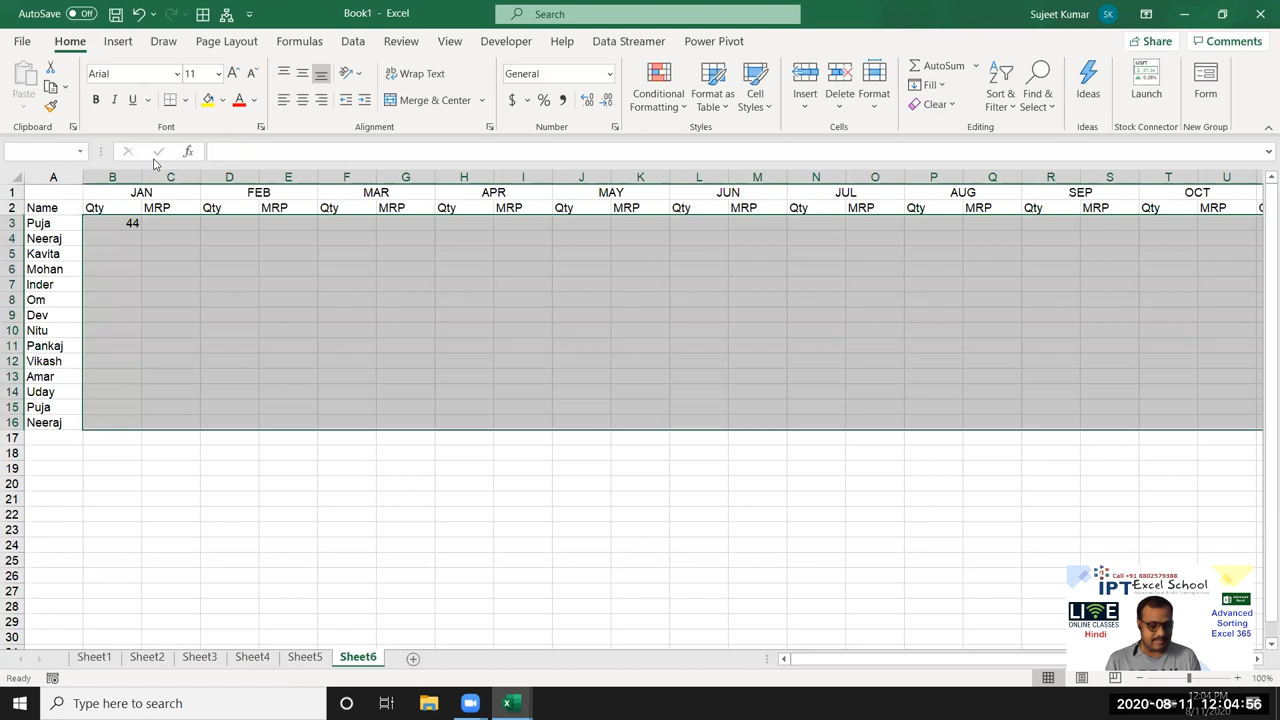 AutoSave Off Book1 - Excel Search Sujeet Kumar SK
File Home Insert Draw Page Layout Formulas Data Review View Developer Help Data Streamer Power Pivot Share Comments
Paste Arial 11 Wrap Text General Conditional Formatting Format as Table Cell Styles Insert Delete Format AutoSum Sort & Filter Find & Select Ideas Launch Form
B I U Merge & Center $ % Fill Clear
Clipboard Font Alignment Number Styles Cells Editing Ideas Stock Connector New Group
fx
A B C D E F G H I J K L M N O P Q R S T U
1 JAN FEB MAR APR MAY JUN JUL AUG SEP OCT
2 Name Qty MRP Qty MRP Qty MRP Qty MRP Qty MRP Qty MRP Qty MRP Qty MRP Qty MRP Qty MRP
3 Puja 44
4 Neeraj
5 Kavita
6 Mohan
7 Inder
8 Om
9 Dev
10 Nitu
11 Pankaj
12 Vikash
13 Amar
14 Uday
15 Puja
16 Neeraj
17
18
19
20
21
22
23
24
25
26
27
28
29
30
Call +91 8802579388
IPT Excel School
LIVE
ONLINE CLASSES
Hindi
Advanced
Sorting
Excel 365
Sheet1 Sheet2 Sheet3 Sheet4 Sheet5 Sheet6
Ready 100%
Type here to search
12:04 PM
2020-08-11 12:04:56
8/11/2020